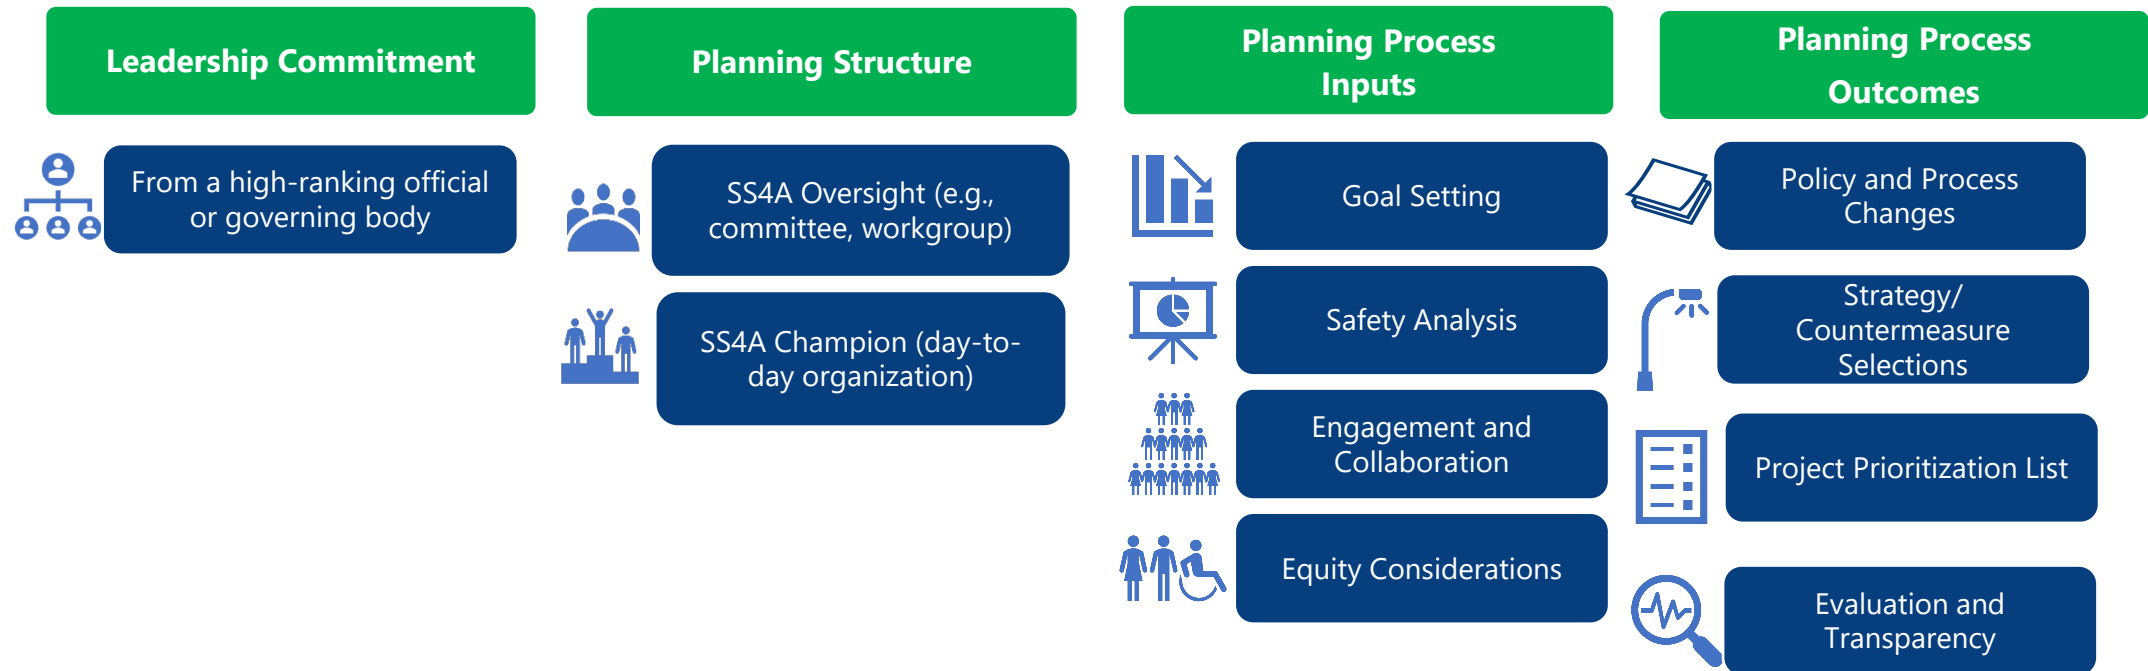 Leadership Commitment
From a high-ranking official
or governing body
Planning Structure
SS4A Oversight (e.g.,
committee, workgroup)
SS4A Champion (day-to-
day organization)
Planning Process
Inputs
Goal Setting
Safety Analysis
Engagement and
Collaboration
Equity Considerations
Planning Process
Outcomes
Policy and Process
Changes
Strategy/
Countermeasure
Selections
Project Prioritization List
Evaluation and
Transparency